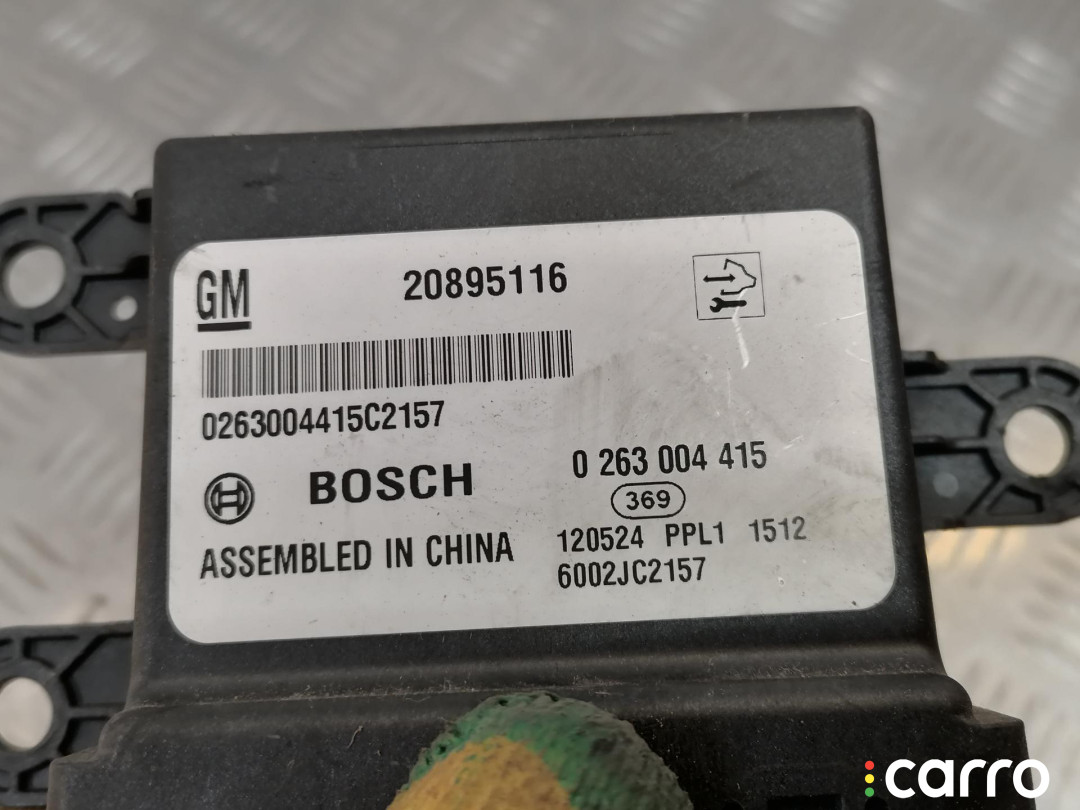 GM 20895116
0263004415C2157
BOSCH 0 263 004 415
369
ASSEMBLED IN CHINA 120524 PPL1 1512
6002JC2157
carro